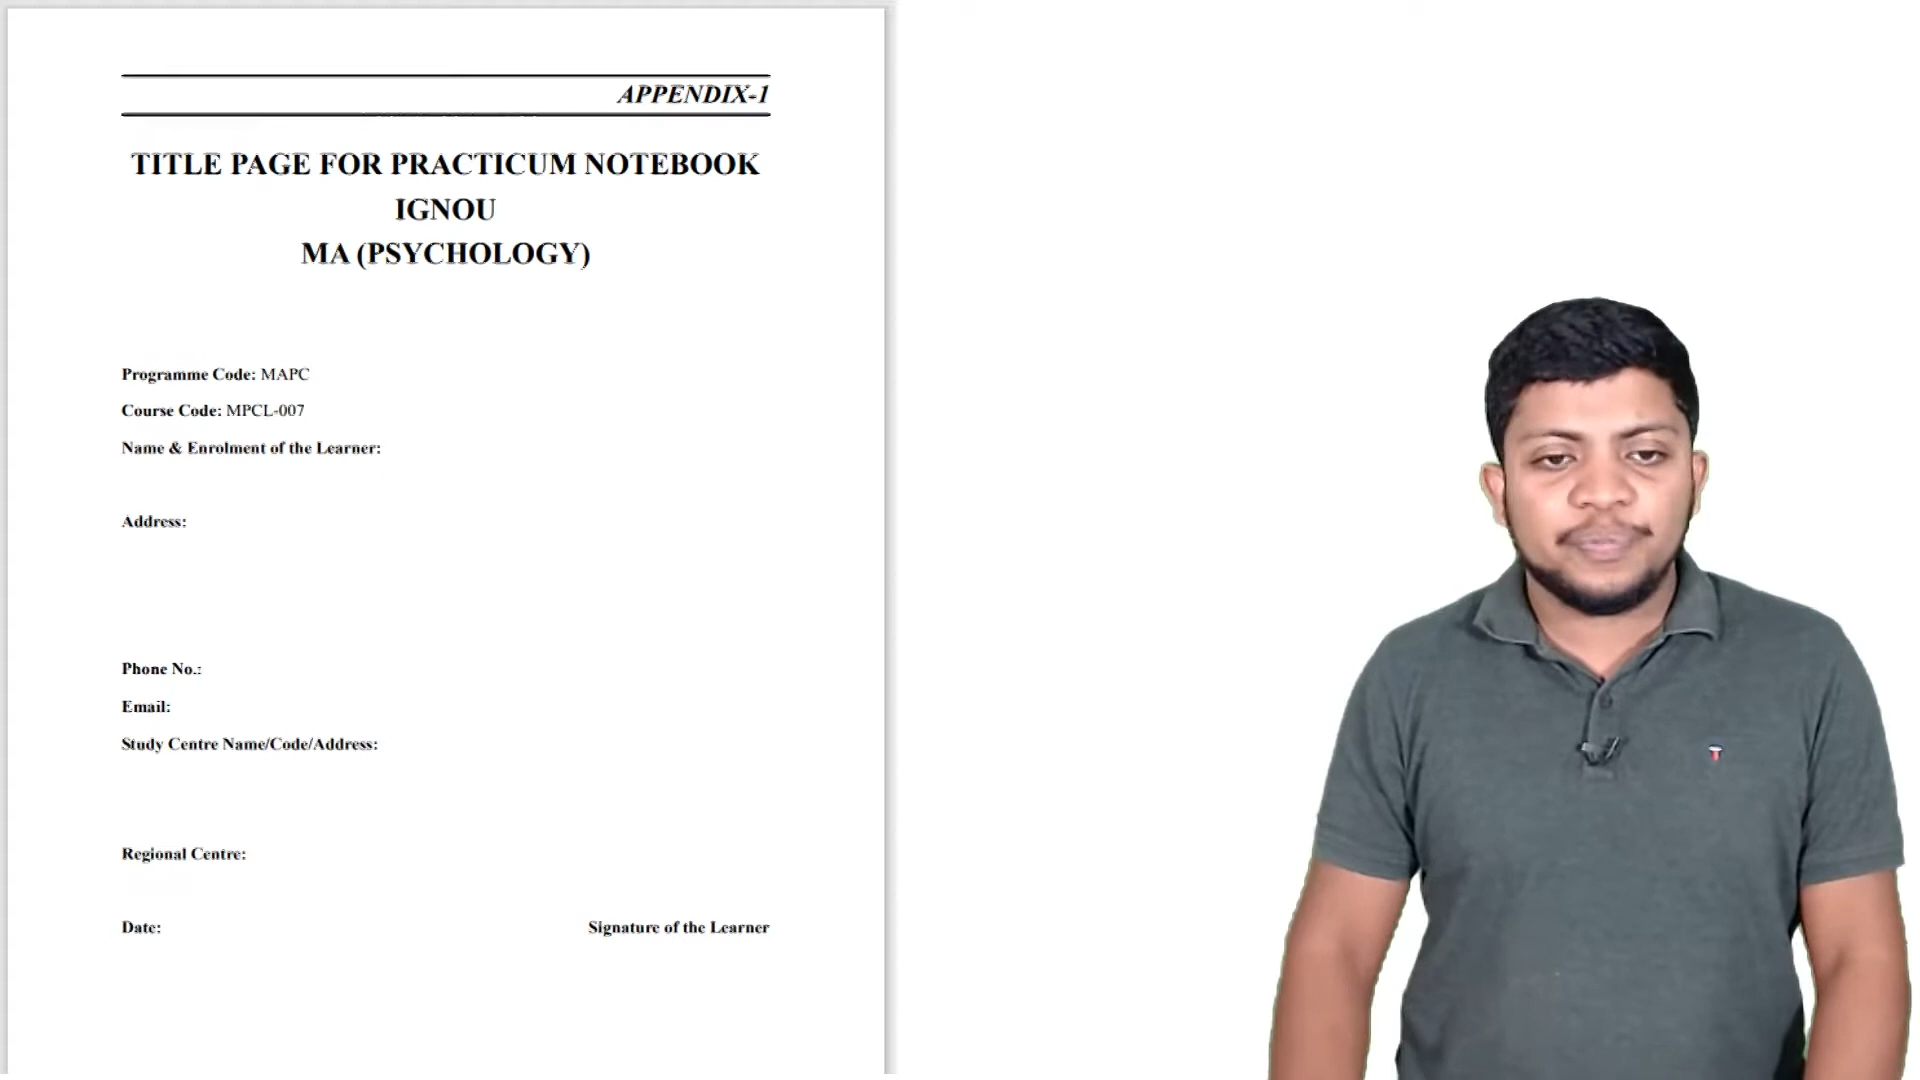 APPENDIX-1
TITLE PAGE FOR PRACTICUM NOTEBOOK
IGNOU
MA (PSYCHOLOGY)
Programme Code: MAPC
Course Code: MPCL-007
Name & Enrolment of the Learner:
Address:
Phone No.:
Email:
Study Centre Name/Code/Address:
Regional Centre:
Date: Signature of the Learner